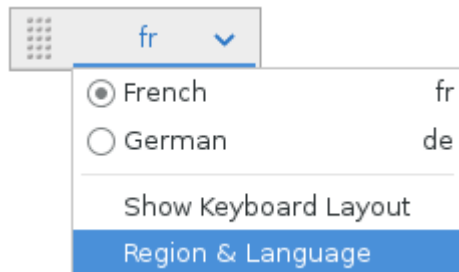 fr
French fr
German de
Show Keyboard Layout
Region & Language